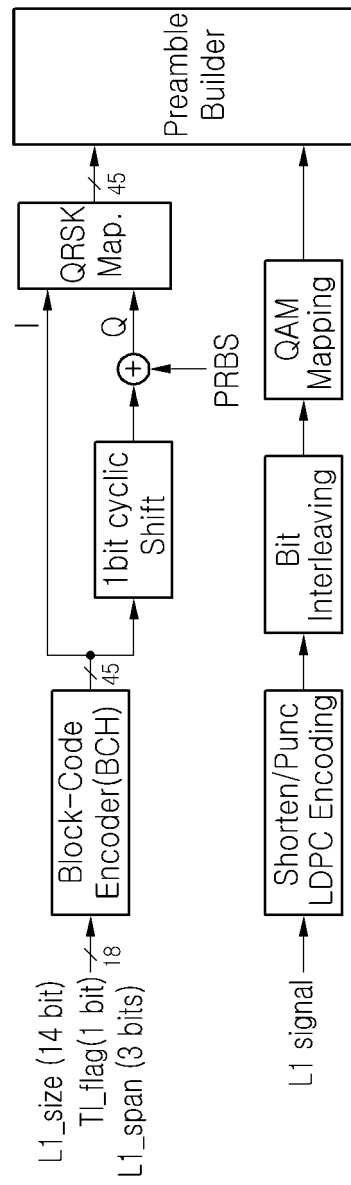 L1_size (14 bit)
TI_flag(1 bit)
L1_span (3 bits)
18
Block-Code
Encoder(BCH)
45
1bit cyclic
Shift
I
Q
+
PRBS
QRSK
Map.
45
Preamble
Builder
L1 signal
Shorten/Punc
LDPC Encoding
Bit
Interleaving
QAM
Mapping